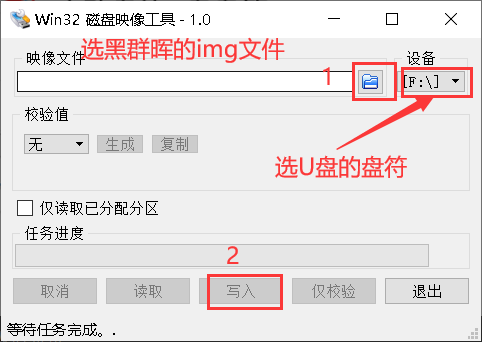 Win32 磁盘映像工具 - 1.0
选黑群晖的img文件
映像文件
设备
1
[F:\]
校验值
无
生成
复制
选U盘的盘符
仅读取已分配分区
任务进度
2
取消
读取
写入
仅校验
退出
等待任务完成。.